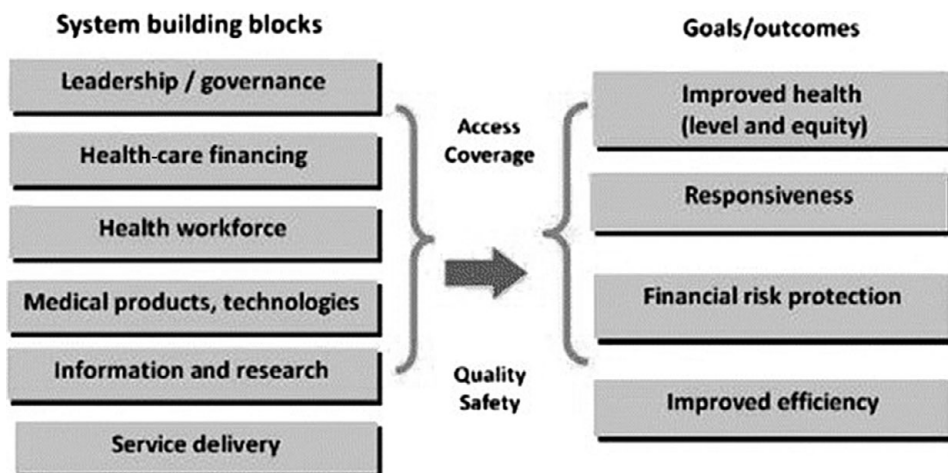 System building blocks
Leadership / governance
Health-care financing
Health workforce
Medical products, technologies
Information and research
Service delivery
Access
Coverage
Quality
Safety
Goals/outcomes
Improved health
(level and equity)
Responsiveness
Financial risk protection
Improved efficiency